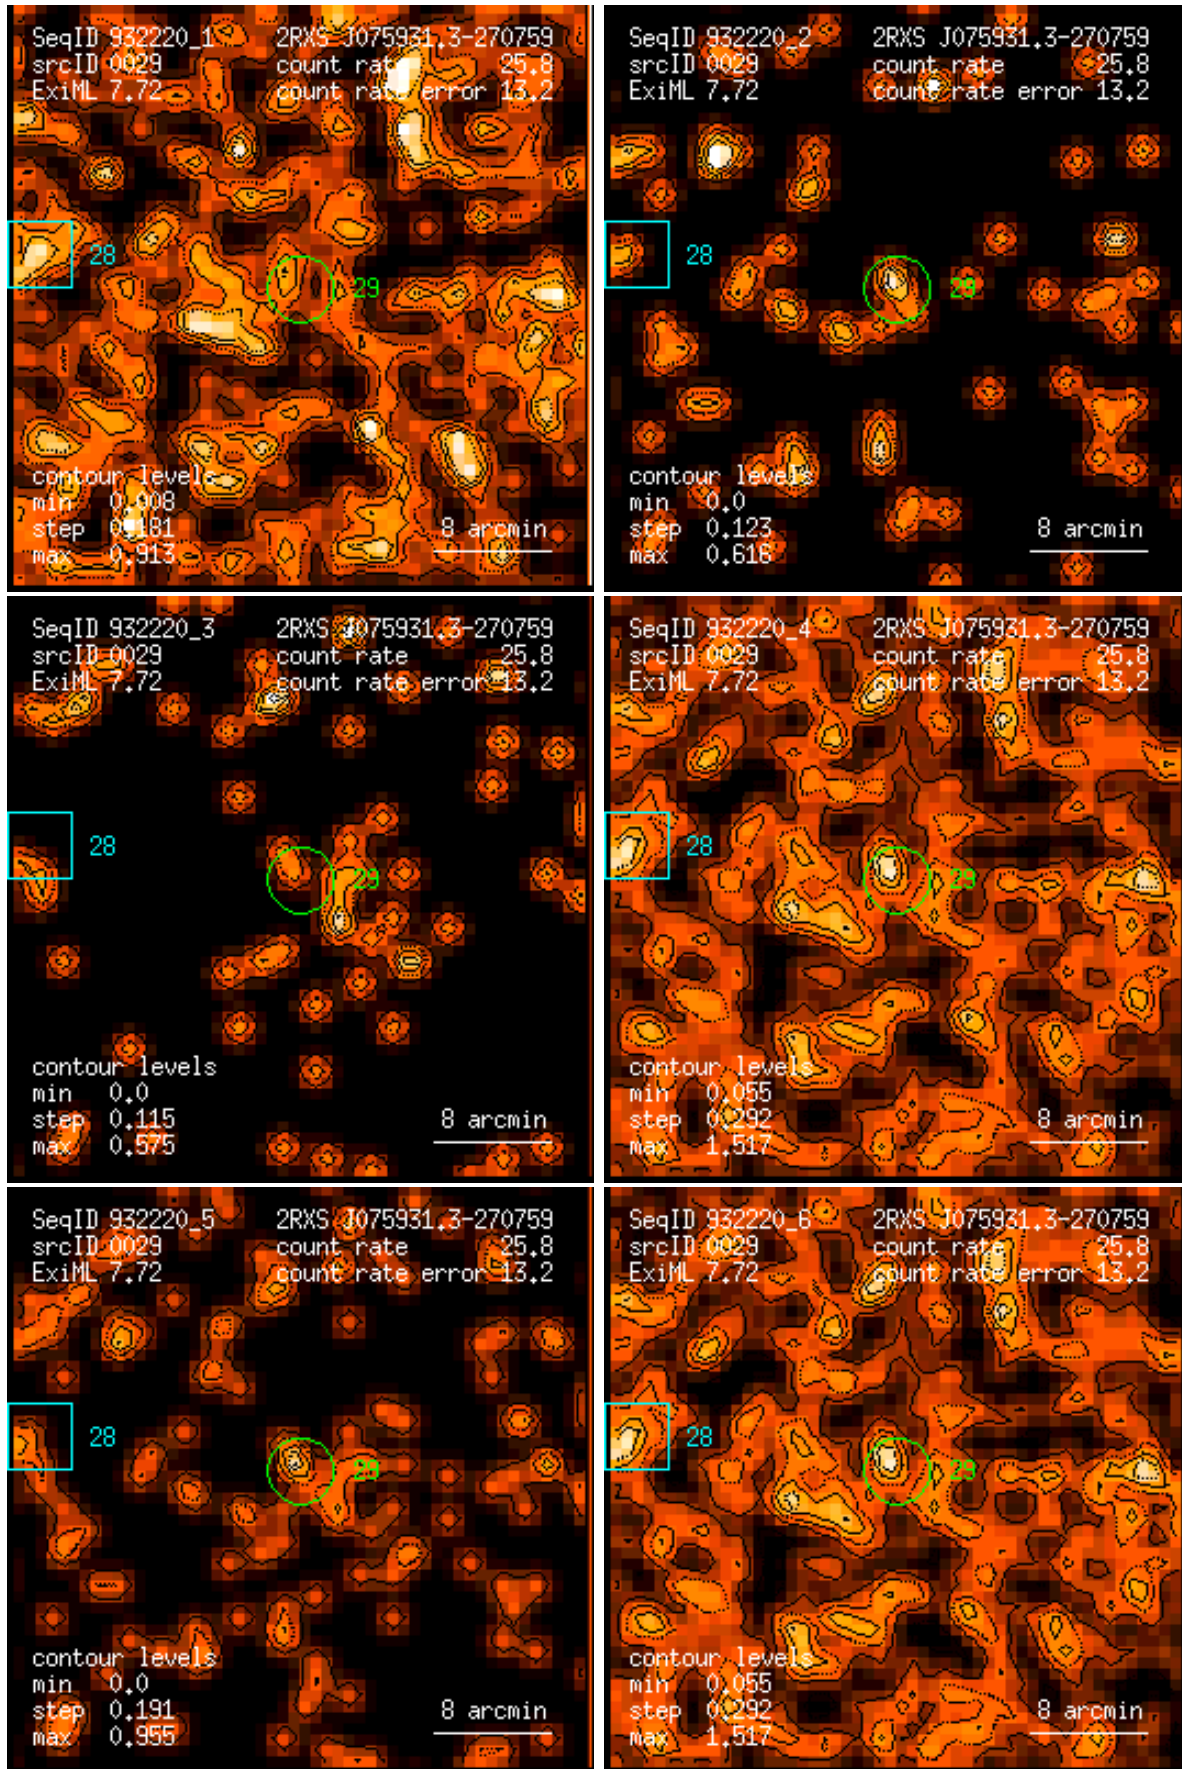 SeqID 932220_1 2RXS J075931.3-270759
srcID 0029 count rate 25.8
ExiML 7.72 count rate error 13.2
28
29
contour levels
min 0.008
step 0.181
max 0.913
8 arcmin
SeqID 932220_2 2RXS J075931.3-270759
srcID 0029 count rate 25.8
ExiML 7.72 count rate error 13.2
28
29
contour levels
min 0.0
step 0.123
max 0.616
8 arcmin
SeqID 932220_3 2RXS J075931.3-270759
srcID 0029 count rate 25.8
ExiML 7.72 count rate error 13.2
28
29
contour levels
min 0.0
step 0.115
max 0.575
8 arcmin
SeqID 932220_4 2RXS J075931.3-270759
srcID 0029 count rate 25.8
ExiML 7.72 count rate error 13.2
28
29
contour levels
min 0.055
step 0.292
max 1.517
8 arcmin
SeqID 932220_5 2RXS J075931.3-270759
srcID 0029 count rate 25.8
ExiML 7.72 count rate error 13.2
28
29
contour levels
min 0.0
step 0.191
max 0.955
8 arcmin
SeqID 932220_6 2RXS J075931.3-270759
srcID 0029 count rate 25.8
ExiML 7.72 count rate error 13.2
28
29
contour levels
min 0.055
step 0.292
max 1.517
8 arcmin